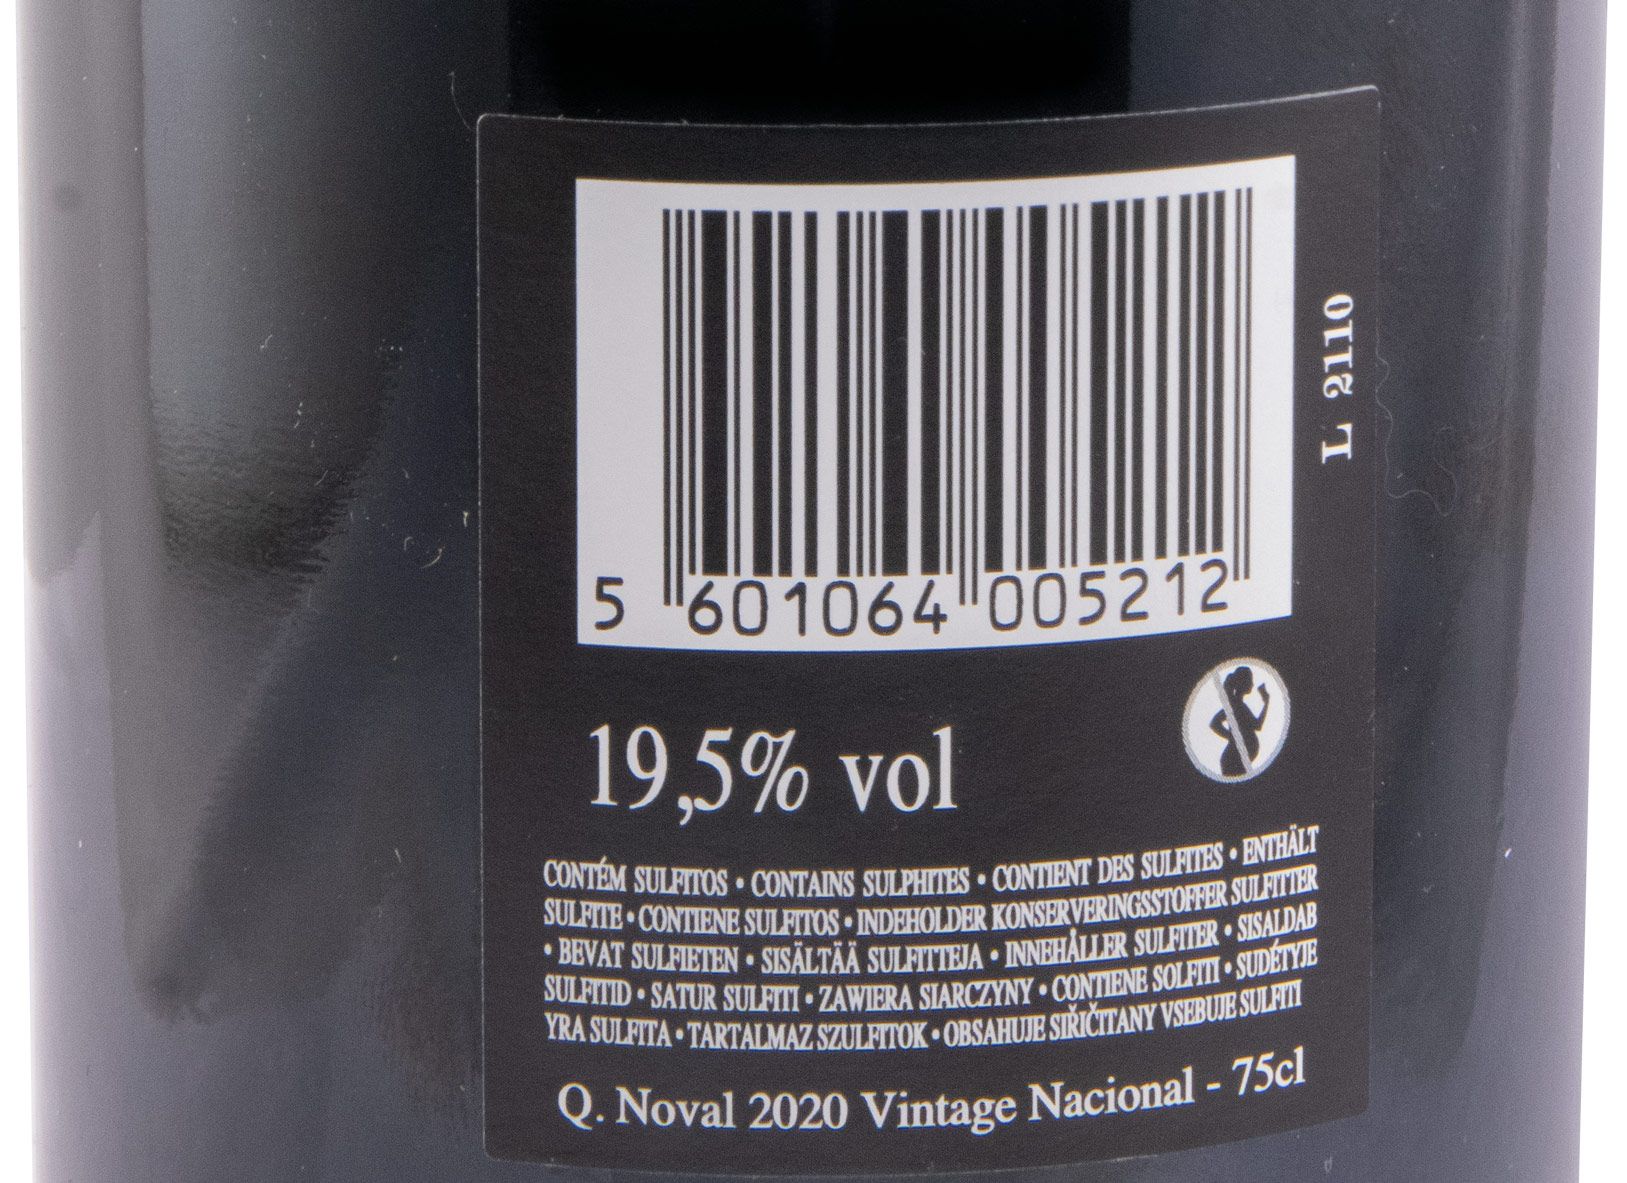 5 601064 005212
L 2110
19,5% vol
CONTÉM SULFITOS • CONTAINS SULPHITES • CONTIENT DES SULFITES • ENTHÄLT
SULFITE • CONTIENE SULFITOS • INDEHOLDER KONSERVERINGSSTOFFER SULFITTER
• BEVAT SULFIETEN • SISÄLTÄÄ SULFITTEJA • INNEHÅLLER SULFITER • SISALDAB
SULFITID • SATUR SULFITI • ZAWIERA SIARCZYNY • CONTIENE SOLFITI • SUDÉTYJE
YRA SULFITA • TARTALMAZ SZULFITOK • OBSAHUJE SIŘIČITANY VSEBUJE SULFITI
Q. Noval 2020 Vintage Nacional - 75cl